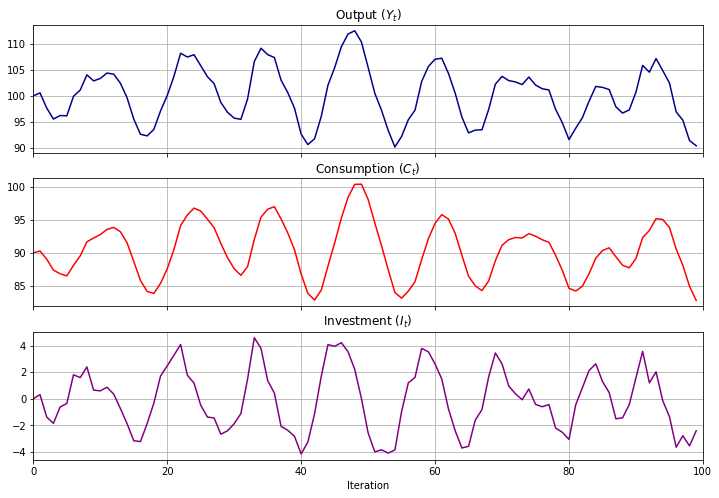 Output (Y_t)
110
105
100
95
90
Consumption (C_t)
100
95
90
85
Investment (I_t)
4
2
0
−2
−4
0 20 40 60 80 100
Iteration